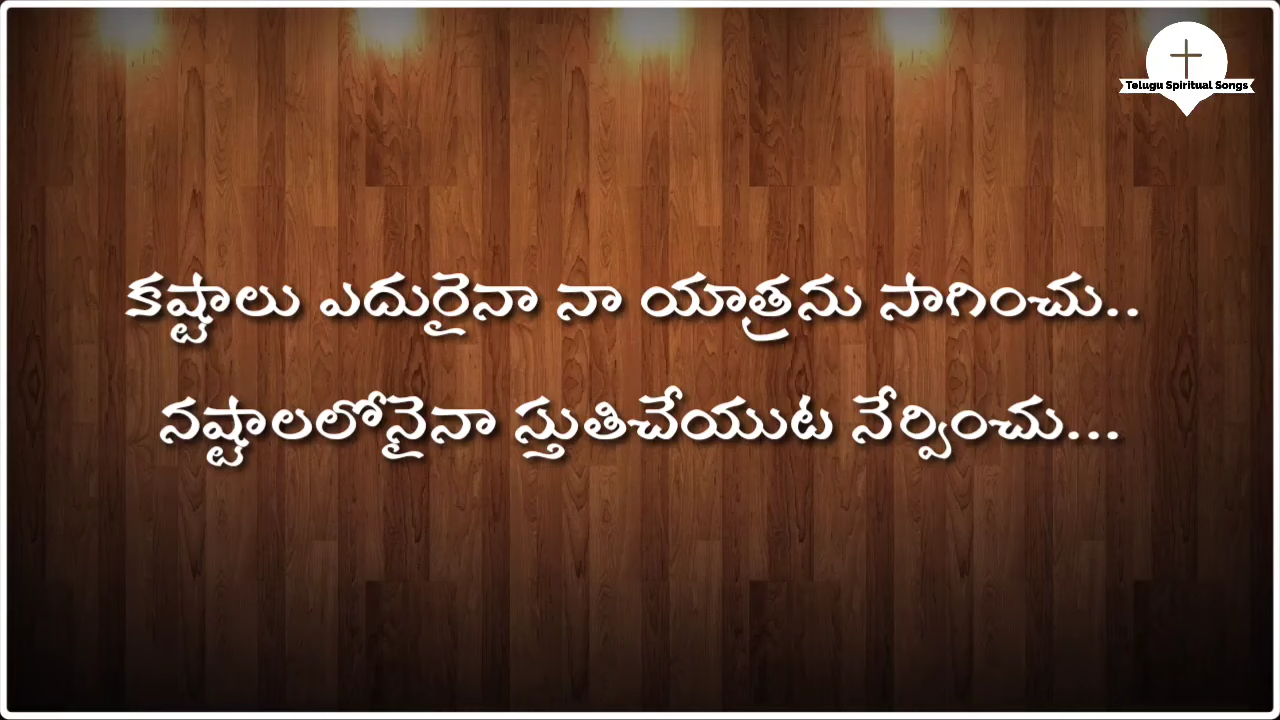 Telugu Spiritual Songs
కష్టాలు ఎదురైనా నా యాత్రను సాగించు..
నష్టాలలోనైనా స్తుతిచేయుట నేర్వించు...